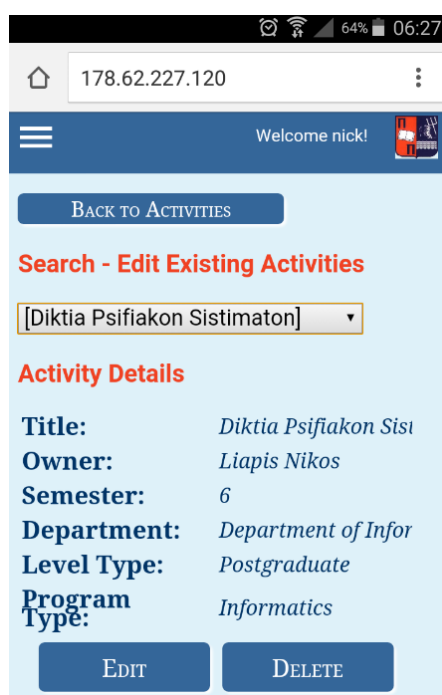 64% 06:27
178.62.227.120
Welcome nick!
BACK TO ACTIVITIES
Search - Edit Existing Activities
[Diktia Psifiakon Sistimaton]
Activity Details
Title: Diktia Psifiakon
Owner: Liapis Nikos
Semester: 6
Department: Department of
Level Type: Postgraduate
Program
Type: Informatics
EDIT DELETE